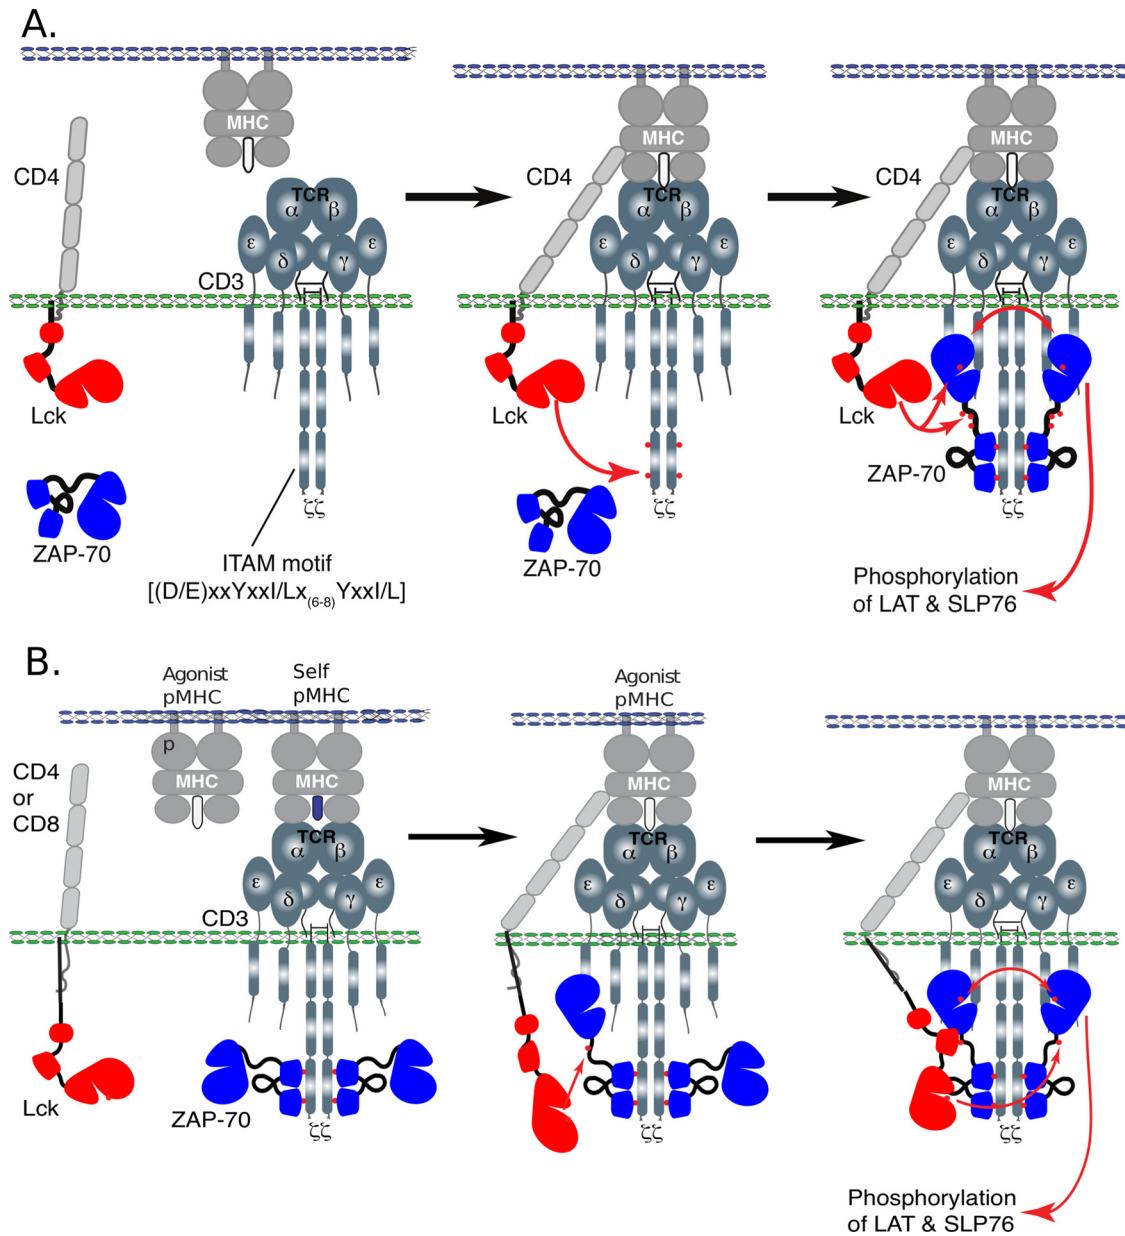 A.
MHC
CD4
TCR
α β
ε δ γ ε
CD3
Lck
ZAP-70
ζζ
ITAM motif
[(D/E)xxYxxI/Lx(6-8)YxxI/L]
MHC
CD4
TCR
α β
ε δ γ ε
Lck
ZAP-70
ζζ
MHC
CD4
TCR
α β
ε δ γ ε
Lck
ZAP-70
ζζ
Phosphorylation
of LAT & SLP76
B.
Agonist
pMHC
Self
pMHC
p
MHC
MHC
CD4
or
CD8
TCR
α β
ε δ γ ε
CD3
Lck
ZAP-70
ζζ
Agonist
pMHC
MHC
TCR
α β
ε δ γ ε
ζζ
MHC
TCR
α β
ε δ γ ε
ζζ
Phosphorylation
of LAT & SLP76